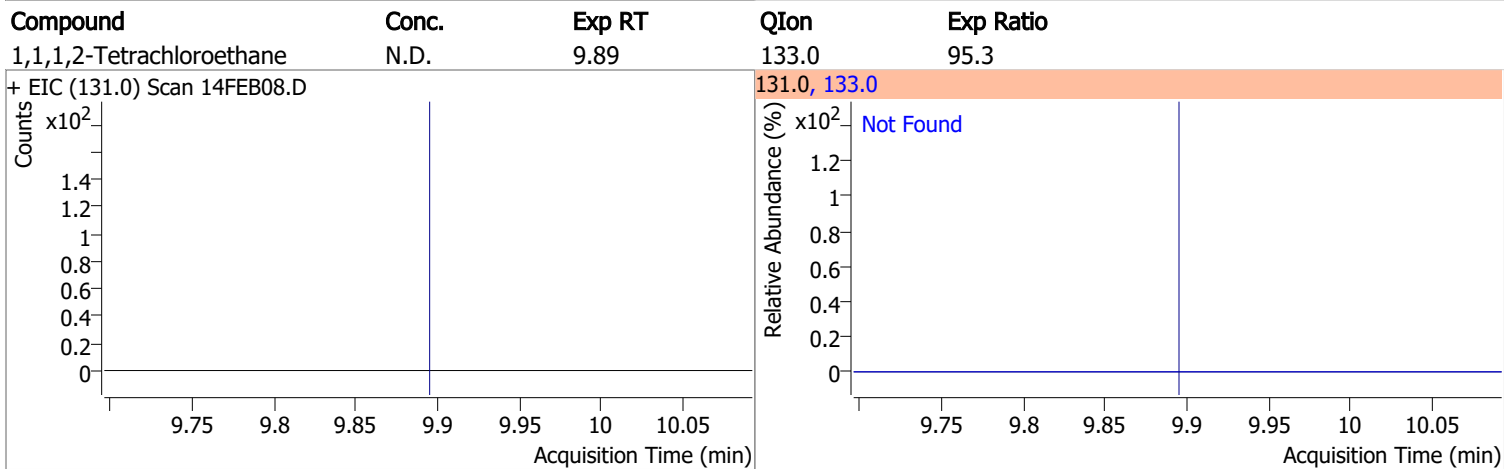 Compound Conc. Exp RT QIon Exp Ratio
1,1,1,2-Tetrachloroethane N.D. 9.89 133.0 95.3
+ EIC (131.0) Scan 14FEB08.D
Counts
x10²
1.4
1.2
1
0.8
0.6
0.4
0.2
0
9.75 9.8 9.85 9.9 9.95 10 10.05
Acquisition Time (min)
131.0, 133.0
Relative Abundance (%)
x10²
Not Found
1.2
1
0.8
0.6
0.4
0.2
0
9.75 9.8 9.85 9.9 9.95 10 10.05
Acquisition Time (min)